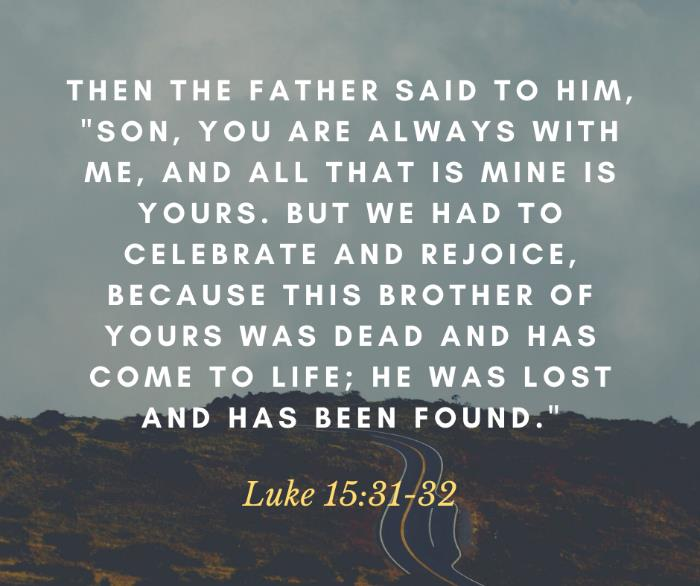 THEN THE FATHER SAID TO HIM,
"SON, YOU ARE ALWAYS WITH
ME, AND ALL THAT IS MINE IS
YOURS. BUT WE HAD TO
CELEBRATE AND REJOICE,
BECAUSE THIS BROTHER OF
YOURS WAS DEAD AND HAS
COME TO LIFE; HE WAS LOST
AND HAS BEEN FOUND."
Luke 15:31-32